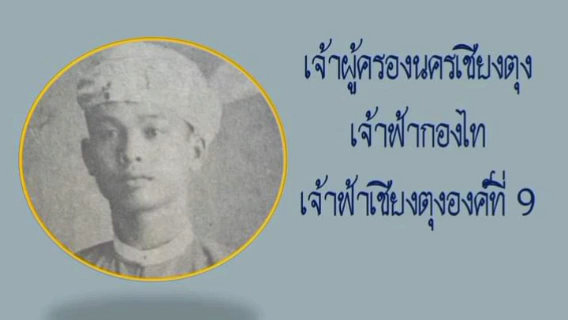 เจ้าผู้ครองนครเชียงตุง
เจ้าฟ้ากองไท
เจ้าฟ้าเชียงตุงองค์ที่ 9